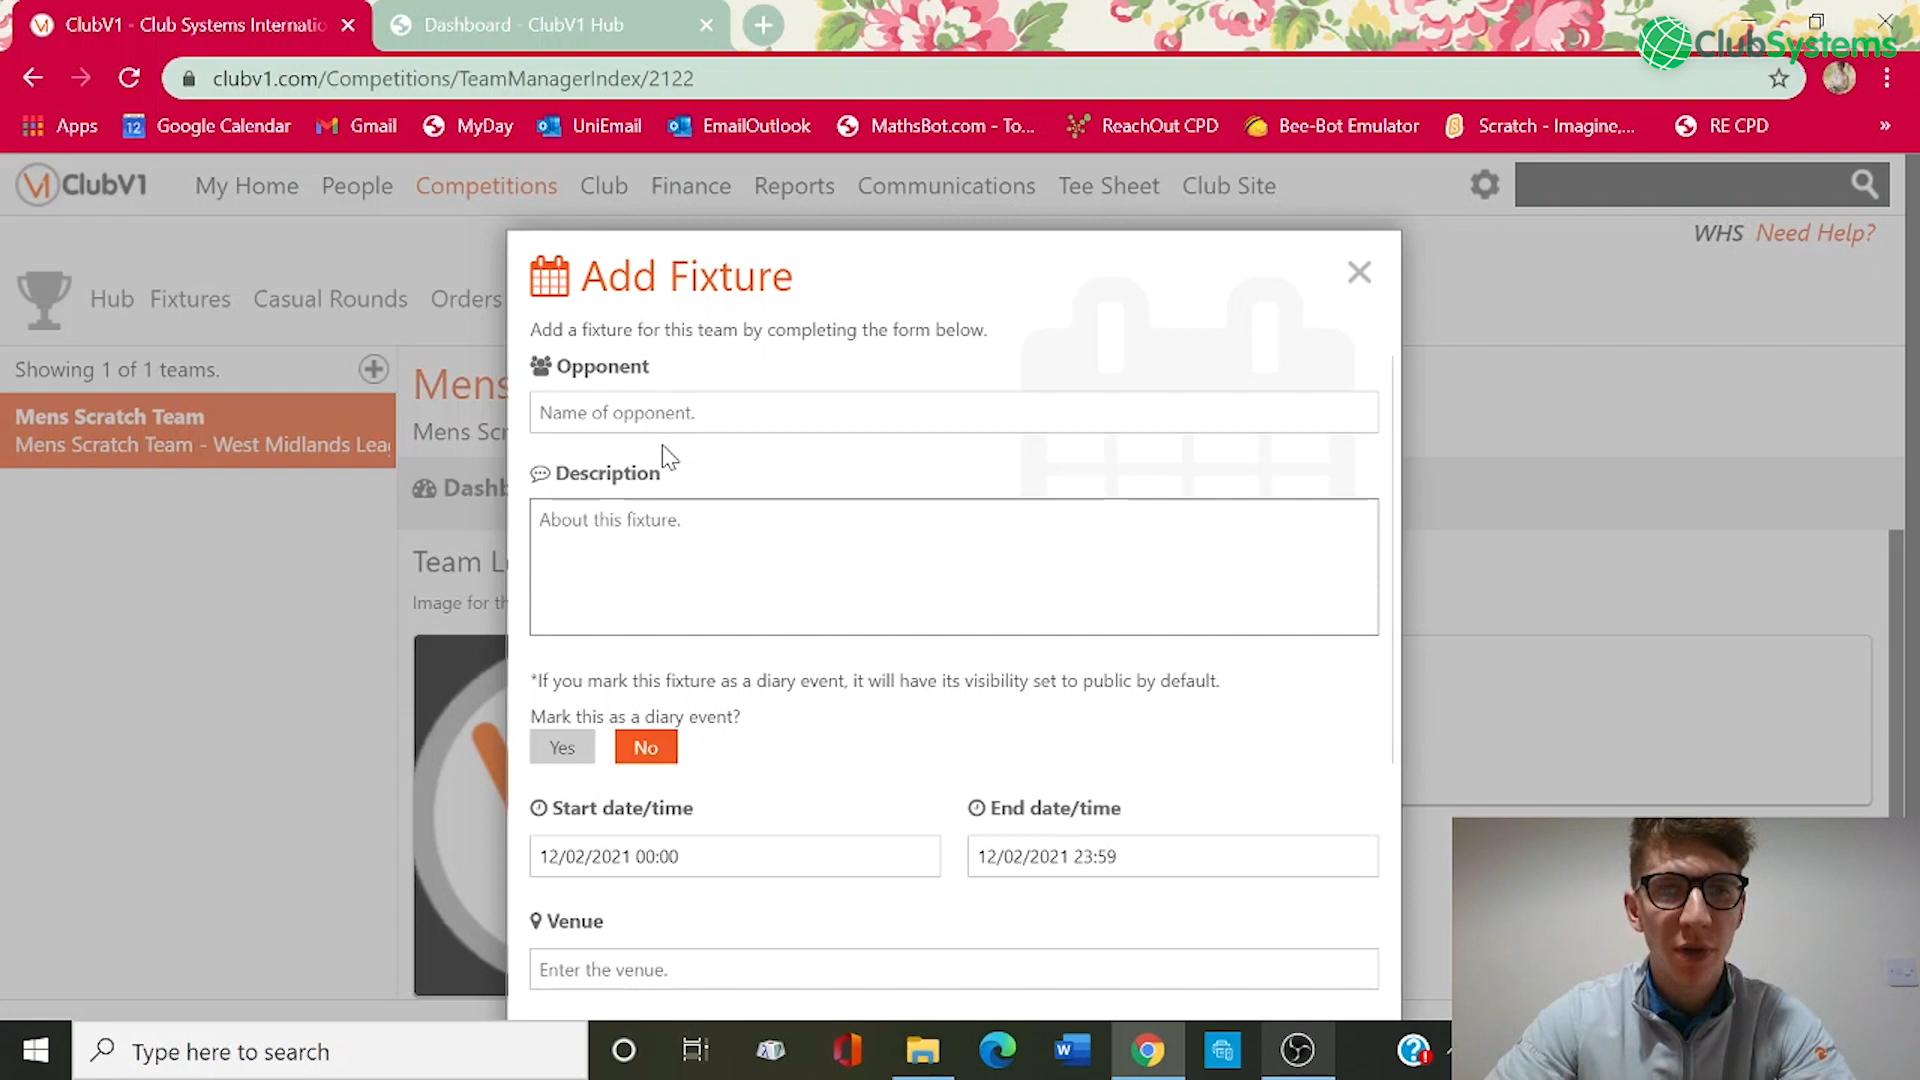 ClubV1 - Club Systems Internatio
Dashboard - ClubV1 Hub
ClubSystems
clubv1.com/Competitions/TeamManagerIndex/2122
Apps
12
Google Calendar
Gmail
MyDay
UniEmail
EmailOutlook
MathsBot.com - To...
ReachOut CPD
Bee-Bot Emulator
Scratch - Imagine,...
RE CPD
»
ClubV1
My Home People Competitions Club Finance Reports Communications Tee Sheet Club Site
WHS Need Help?
Hub Fixtures Casual Rounds Orders
Showing 1 of 1 teams.
Mens Scratch Team
Mens Scratch Team - West Midlands Lea
Mens
Mens Scr
Dashb
Team L
Image for th
Add Fixture
Add a fixture for this team by completing the form below.
Opponent
Name of opponent.
Description
About this fixture.
*If you mark this fixture as a diary event, it will have its visibility set to public by default.
Mark this as a diary event?
Yes No
Start date/time End date/time
12/02/2021 00:00 12/02/2021 23:59
Venue
Enter the venue.
Type here to search